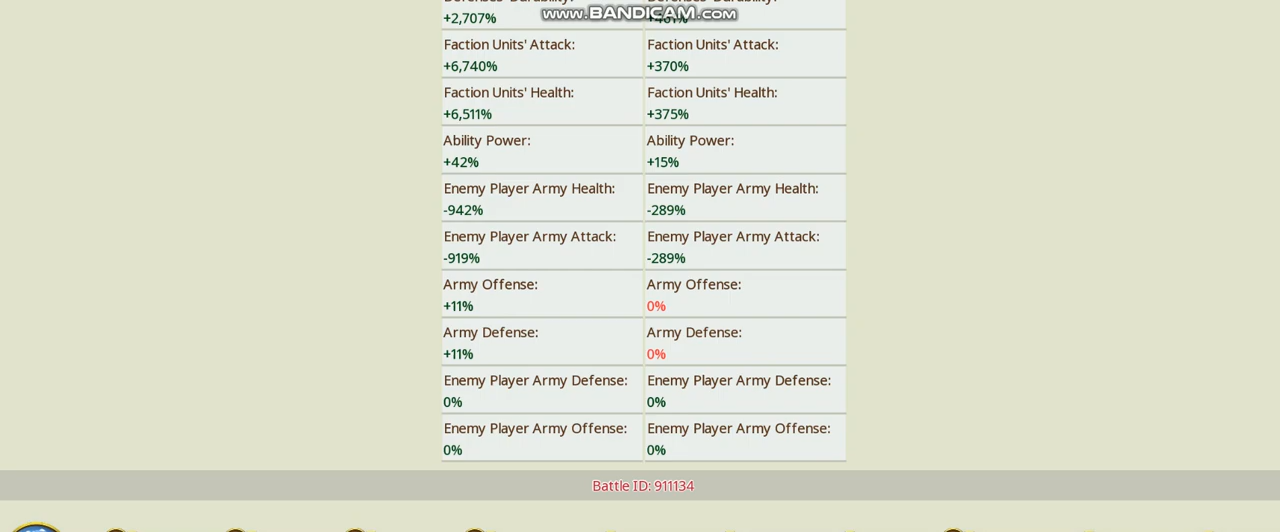 www.BANDICAM.com
+2,707%
Faction Units' Attack: Faction Units' Attack:
+6,740% +370%
Faction Units' Health: Faction Units' Health:
+6,511% +375%
Ability Power: Ability Power:
+42% +15%
Enemy Player Army Health: Enemy Player Army Health:
-942% -289%
Enemy Player Army Attack: Enemy Player Army Attack:
-919% -289%
Army Offense: Army Offense:
+11% 0%
Army Defense: Army Defense:
+11% 0%
Enemy Player Army Defense: Enemy Player Army Defense:
0% 0%
Enemy Player Army Offense: Enemy Player Army Offense:
0% 0%
Battle ID: 911134